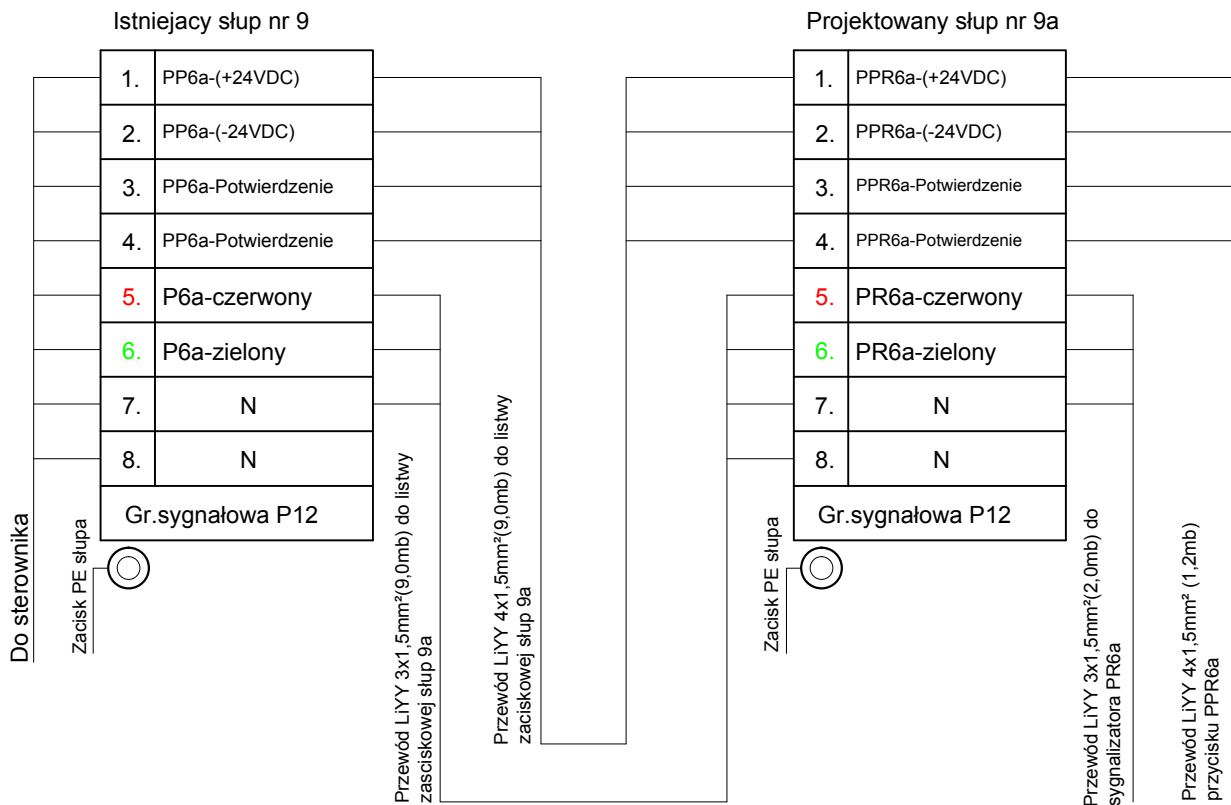 Istniejacy słup nr 9
1. PP6a-(+24VDC)
2. PP6a-(-24VDC)
3. PP6a-Potwierdzenie
4. PP6a-Potwierdzenie
5. P6a-czerwony
6. P6a-zielony
7. N
8. N
Gr.sygnałowa P12
Do sterownika
Zacisk PE słupa
Przewód LiYY 3x1,5mm²(9,0mb) do listwy
zasciskowej słup 9a
Przewód LiYY 4x1,5mm²(9,0mb) do listwy
zaciskowej słup 9a
Projektowany słup nr 9a
1. PPR6a-(+24VDC)
2. PPR6a-(-24VDC)
3. PPR6a-Potwierdzenie
4. PPR6a-Potwierdzenie
5. PR6a-czerwony
6. PR6a-zielony
7. N
8. N
Gr.sygnałowa P12
Zacisk PE słupa
Przewód LiYY 3x1,5mm²(2,0mb) do
sygnalizatora PR6a
Przewód LiYY 4x1,5mm² (1,2mb)
przycisku PPR6a